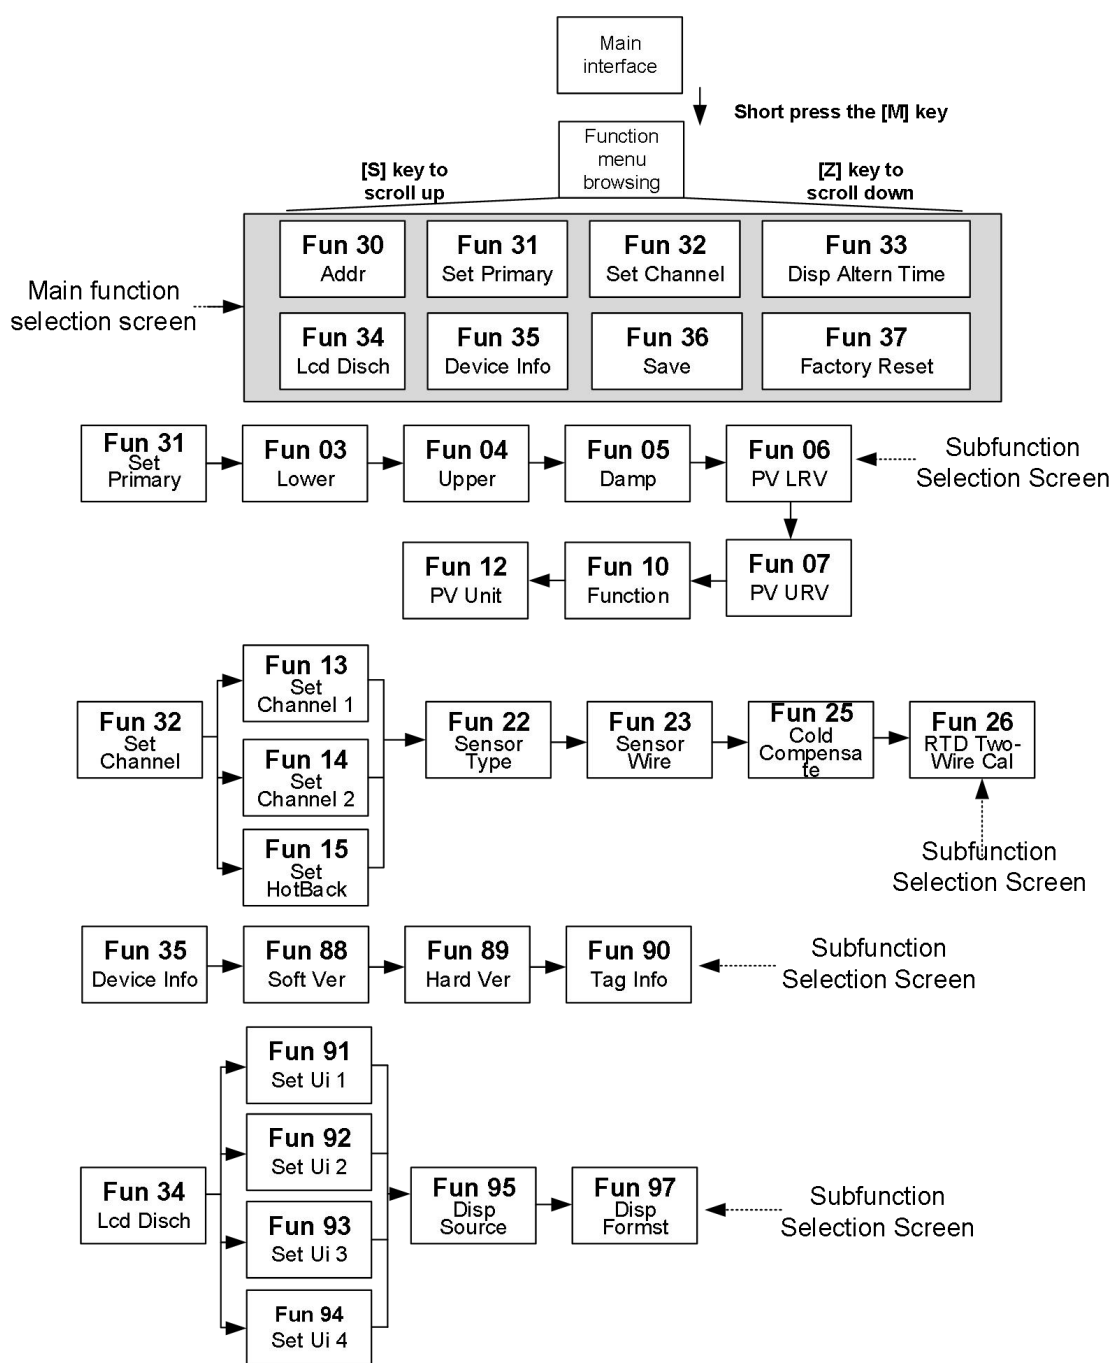 Main
interface
Short press the [M] key
Function
menu
browsing
[S] key to
scroll up
[Z] key to
scroll down
Main function
selection screen
Fun 30
Addr
Fun 31
Set Primary
Fun 32
Set Channel
Fun 33
Disp Altern Time
Fun 34
Lcd Disch
Fun 35
Device Info
Fun 36
Save
Fun 37
Factory Reset
Fun 31
Set
Primary
Fun 03
Lower
Fun 04
Upper
Fun 05
Damp
Fun 06
PV LRV
Subfunction
Selection Screen
Fun 12
PV Unit
Fun 10
Function
Fun 07
PV URV
Fun 32
Set
Channel
Fun 13
Set
Channel 1
Fun 14
Set
Channel 2
Fun 15
Set
HotBack
Fun 22
Sensor
Type
Fun 23
Sensor
Wire
Fun 25
Cold
Compensa
te
Fun 26
RTD Two-
Wire Cal
Subfunction
Selection Screen
Fun 35
Device Info
Fun 88
Soft Ver
Fun 89
Hard Ver
Fun 90
Tag Info
Subfunction
Selection Screen
Fun 34
Lcd Disch
Fun 91
Set Ui 1
Fun 92
Set Ui 2
Fun 93
Set Ui 3
Fun 94
Set Ui 4
Fun 95
Disp
Source
Fun 97
Disp
Formst
Subfunction
Selection Screen